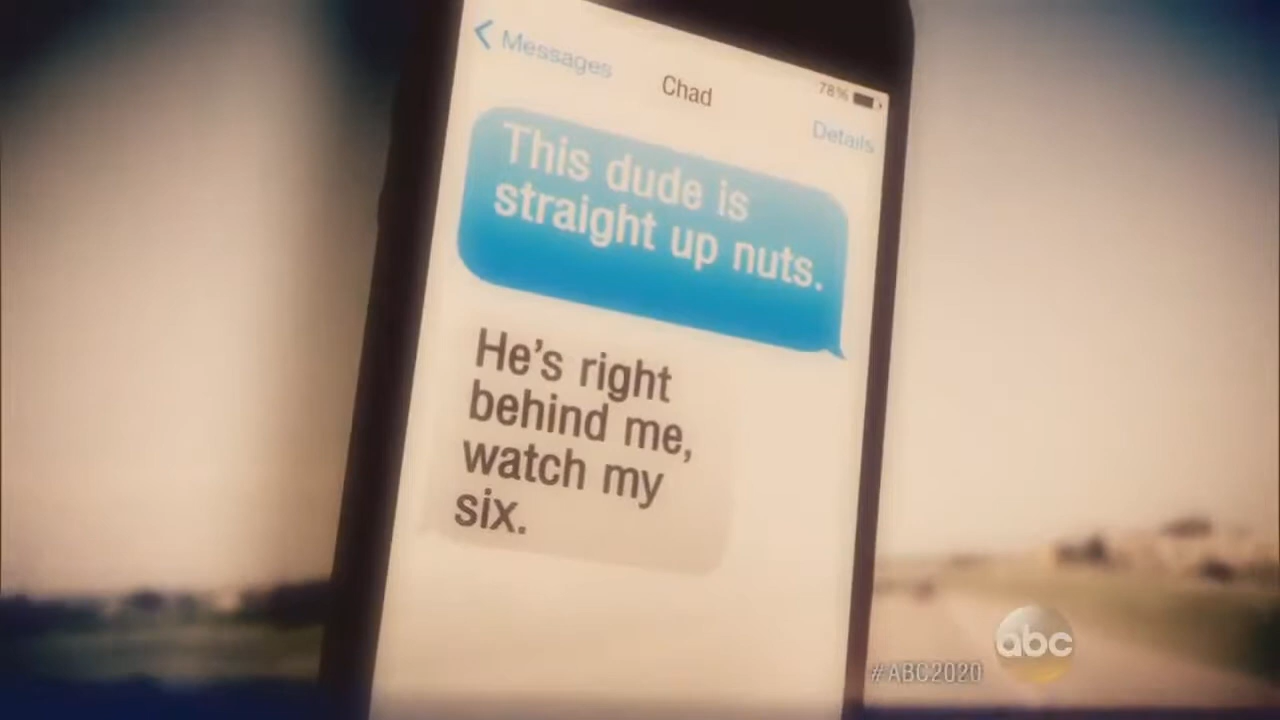 Messages
Chad
78%
Details
This dude is
straight up nuts.
He's right
behind me,
watch my
six.
abc
#ABC2020